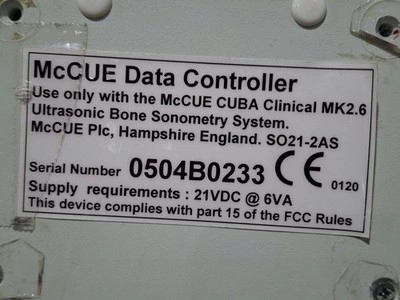 McCUE Data Controller
Use only with the McCUE CUBA Clinical MK2.6
Ultrasonic Bone Sonometry System.
McCUE Plc, Hampshire England. SO21-2AS
Serial Number 0504B0233 CE 0120
Supply requirements : 21VDC @ 6VA
This device complies with part 15 of the FCC Rules